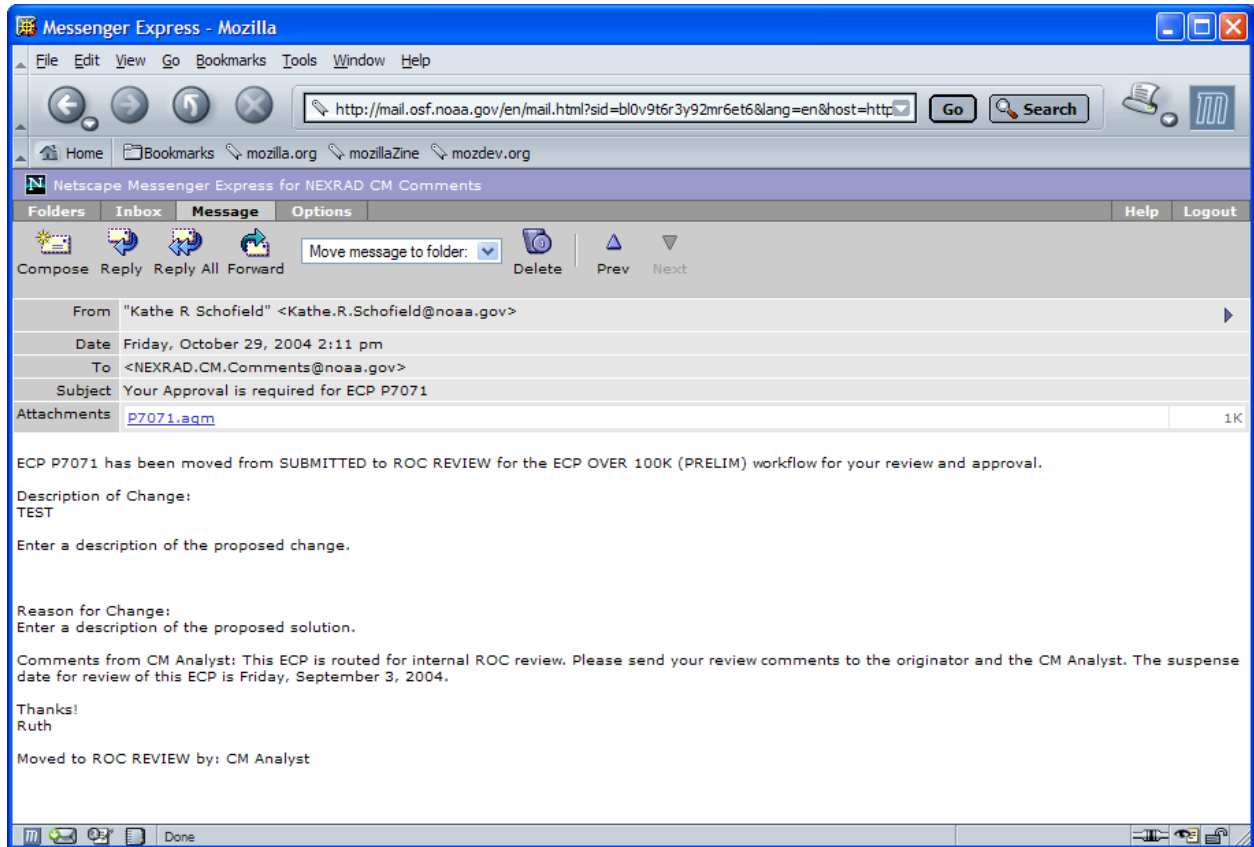 Messenger Express - Mozilla
File Edit View Go Bookmarks Tools Window Help
http://mail.osf.noaa.gov/en/mail.html?sid=bl0v9t6r3y92mr6et6&lang=en&host=http Go Search
Home Bookmarks mozilla.org mozillaZine mozdev.org
N Netscape Messenger Express for NEXRAD CM Comments
Folders Inbox Message Options Help Logout
Move message to folder:
Compose Reply Reply All Forward Delete Prev Next
From "Kathe R Schofield" <Kathe.R.Schofield@noaa.gov>
Date Friday, October 29, 2004 2:11 pm
To <NEXRAD.CM.Comments@noaa.gov>
Subject Your Approval is required for ECP P7071
Attachments P7071.aqm 1K
ECP P7071 has been moved from SUBMITTED to ROC REVIEW for the ECP OVER 100K (PRELIM) workflow for your review and approval.
Description of Change:
TEST
Enter a description of the proposed change.
Reason for Change:
Enter a description of the proposed solution.
Comments from CM Analyst: This ECP is routed for internal ROC review. Please send your review comments to the originator and the CM Analyst. The suspense
date for review of this ECP is Friday, September 3, 2004.
Thanks!
Ruth
Moved to ROC REVIEW by: CM Analyst
Done